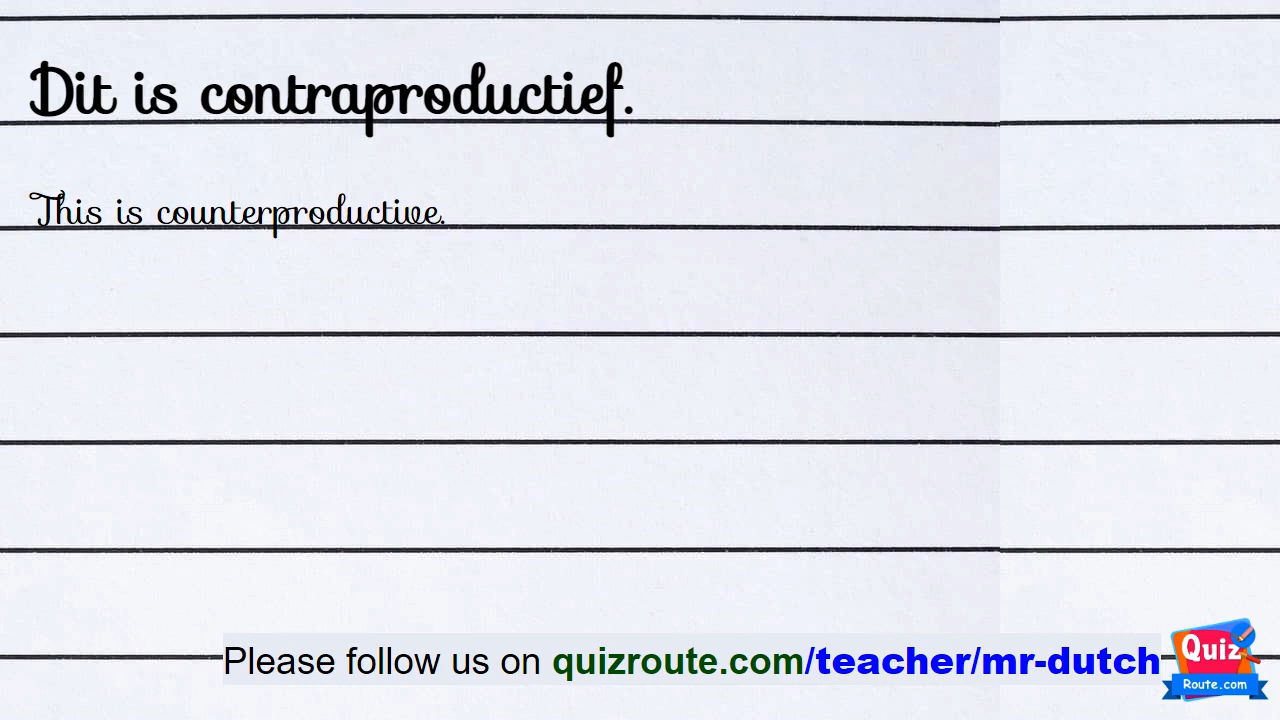 Dit is contraproductief.
This is counterproductive.
Please follow us on quizroute.com/teacher/mr-dutch
Quiz
Route.com